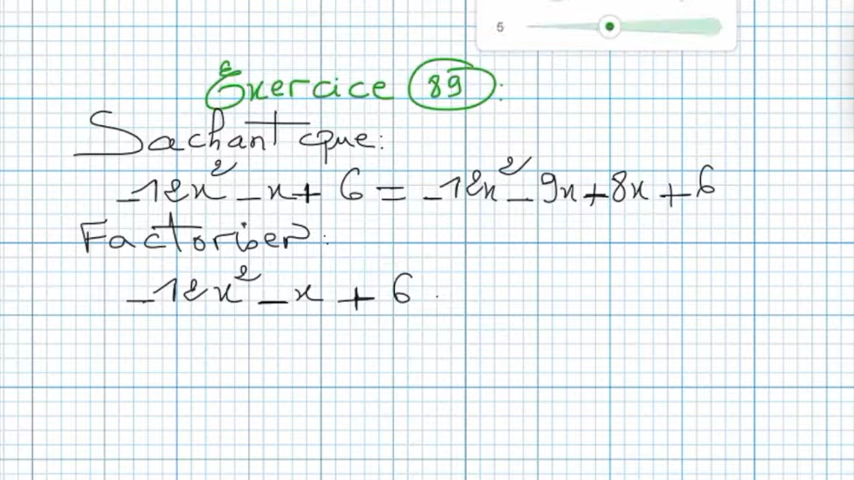 5
Exercice 89:
Sachant que:
-12x² - x + 6 = -12x² - 9x + 8x + 6
Factoriser:
-12x² - x + 6.